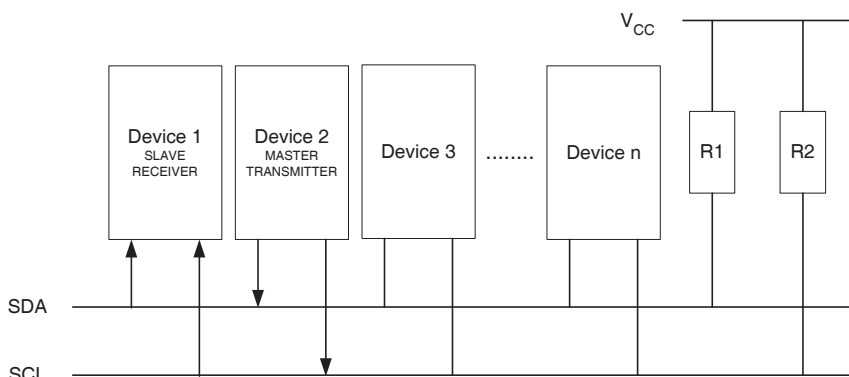 VCC
Device 1
SLAVE
RECEIVER
Device 2
MASTER
TRANSMITTER
Device 3
........
Device n
R1
R2
SDA
SCL